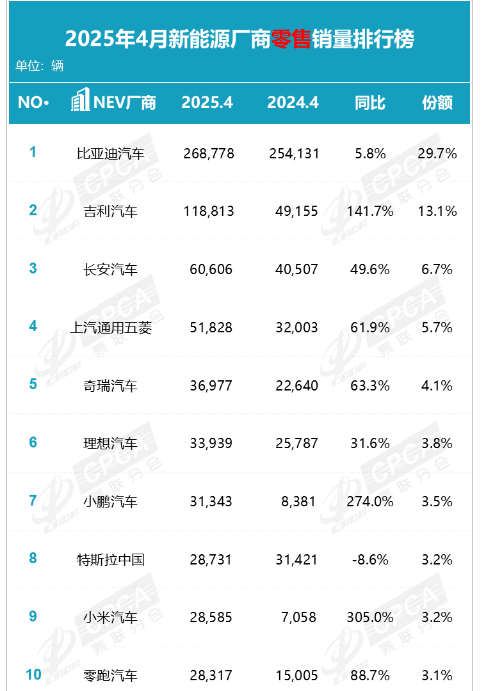 2025年4月新能源厂商零售销量排行榜
单位: 辆
NO• NEV厂商 2025.4 2024.4 同比 份额
1 比亚迪汽车 268,778 254,131 5.8% 29.7%
2 吉利汽车 118,813 49,155 141.7% 13.1%
3 长安汽车 60,606 40,507 49.6% 6.7%
4 上汽通用五菱 51,828 32,003 61.9% 5.7%
5 奇瑞汽车 36,977 22,640 63.3% 4.1%
6 理想汽车 33,939 25,787 31.6% 3.8%
7 小鹏汽车 31,343 8,381 274.0% 3.5%
8 特斯拉中国 28,731 31,421 -8.6% 3.2%
9 小米汽车 28,585 7,058 305.0% 3.2%
10 零跑汽车 28,317 15,005 88.7% 3.1%
CPCA
乘联分会